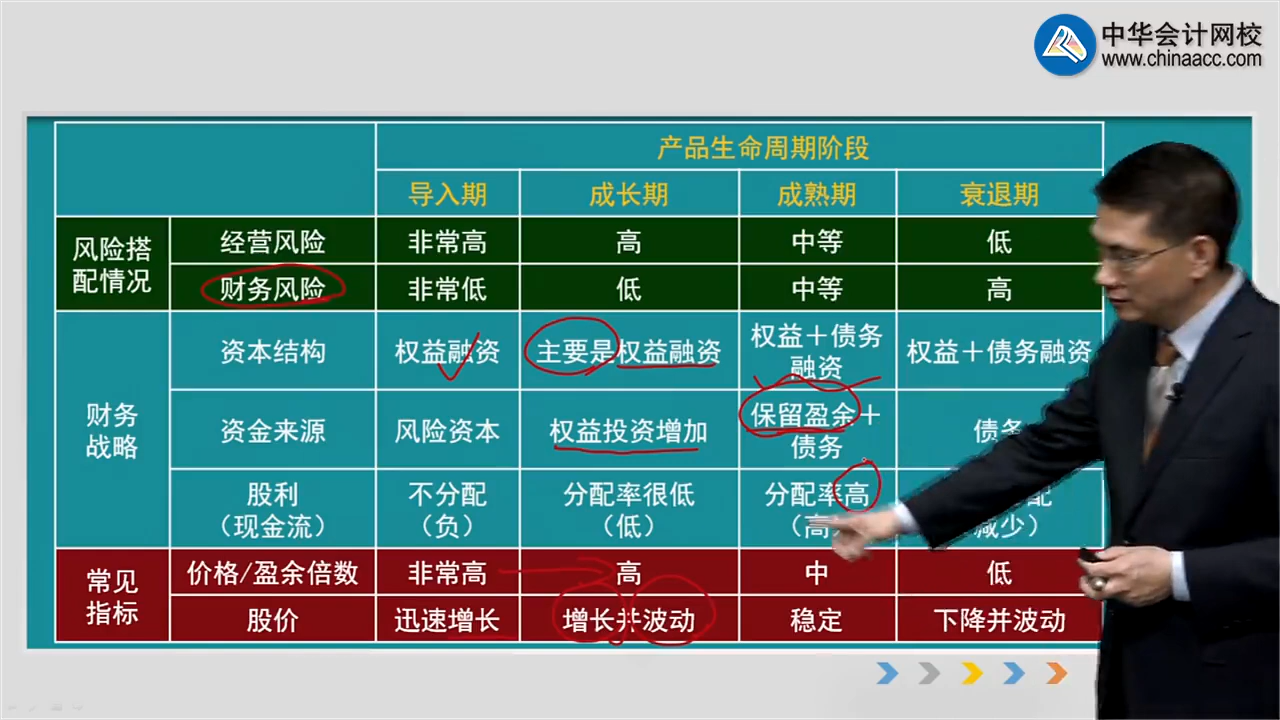 中华会计网校
www.chinaacc.com
产品生命周期阶段
导入期 成长期 成熟期 衰退期
风险搭配情况
经营风险 非常高 高 中等 低
财务风险 非常低 低 中等 高
财务战略
资本结构 权益融资 主要是权益融资 权益＋债务融资 权益＋债务融资
资金来源 风险资本 权益投资增加 保留盈余＋债务 债务
股利（现金流） 不分配（负） 分配率很低（低） 分配率高（高 配 减少）
常见指标
价格/盈余倍数 非常高 高 中 低
股价 迅速增长 增长并波动 稳定 下降并波动